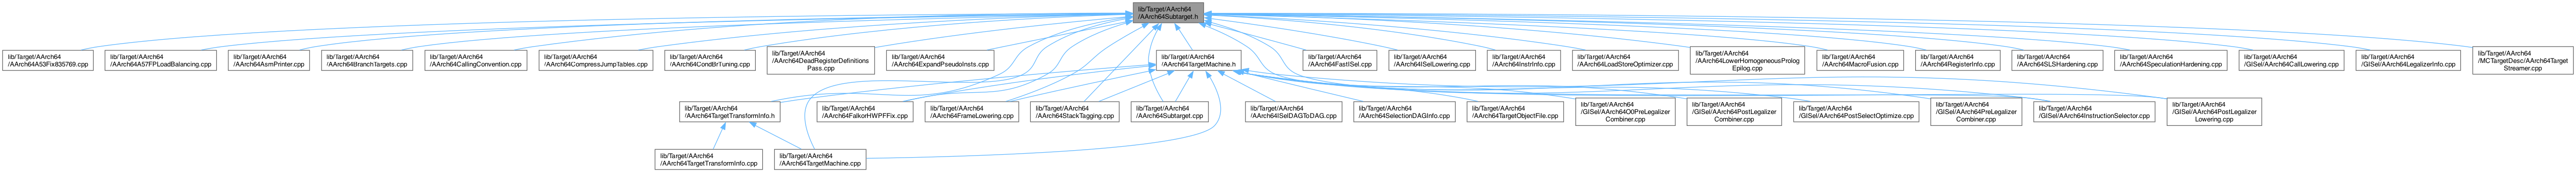 lib/Target/AArch64
/AArch64Subtarget.h
lib/Target/AArch64
/AArch64A53Fix835769.cpp
lib/Target/AArch64
/AArch64A57FPLoadBalancing.cpp
lib/Target/AArch64
/AArch64AsmPrinter.cpp
lib/Target/AArch64
/AArch64BranchTargets.cpp
lib/Target/AArch64
/AArch64CallingConvention.cpp
lib/Target/AArch64
/AArch64CompressJumpTables.cpp
lib/Target/AArch64
/AArch64CondBrTuning.cpp
lib/Target/AArch64
/AArch64DeadRegisterDefinitions
Pass.cpp
lib/Target/AArch64
/AArch64ExpandPseudoInsts.cpp
lib/Target/AArch64
/AArch64TargetMachine.h
lib/Target/AArch64
/AArch64FastISel.cpp
lib/Target/AArch64
/AArch64ISelLowering.cpp
lib/Target/AArch64
/AArch64InstrInfo.cpp
lib/Target/AArch64
/AArch64LoadStoreOptimizer.cpp
lib/Target/AArch64
/AArch64LowerHomogeneousProlog
Epilog.cpp
lib/Target/AArch64
/AArch64MacroFusion.cpp
lib/Target/AArch64
/AArch64RegisterInfo.cpp
lib/Target/AArch64
/AArch64SLSHardening.cpp
lib/Target/AArch64
/AArch64SpeculationHardening.cpp
lib/Target/AArch64
/GISel/AArch64CallLowering.cpp
lib/Target/AArch64
/GISel/AArch64LegalizerInfo.cpp
lib/Target/AArch64
/MCTargetDesc/AArch64Target
Streamer.cpp
lib/Target/AArch64
/AArch64TargetTransformInfo.h
lib/Target/AArch64
/AArch64FalkorHWPFFix.cpp
lib/Target/AArch64
/AArch64FrameLowering.cpp
lib/Target/AArch64
/AArch64StackTagging.cpp
lib/Target/AArch64
/AArch64Subtarget.cpp
lib/Target/AArch64
/AArch64ISelDAGToDAG.cpp
lib/Target/AArch64
/AArch64SelectionDAGInfo.cpp
lib/Target/AArch64
/AArch64TargetObjectFile.cpp
lib/Target/AArch64
/GISel/AArch64O0PreLegalizer
Combiner.cpp
lib/Target/AArch64
/GISel/AArch64PostLegalizer
Combiner.cpp
lib/Target/AArch64
/GISel/AArch64PostSelectOptimize.cpp
lib/Target/AArch64
/GISel/AArch64PreLegalizer
Combiner.cpp
lib/Target/AArch64
/GISel/AArch64InstructionSelector.cpp
lib/Target/AArch64
/GISel/AArch64PostLegalizer
Lowering.cpp
lib/Target/AArch64
/AArch64TargetTransformInfo.cpp
lib/Target/AArch64
/AArch64TargetMachine.cpp